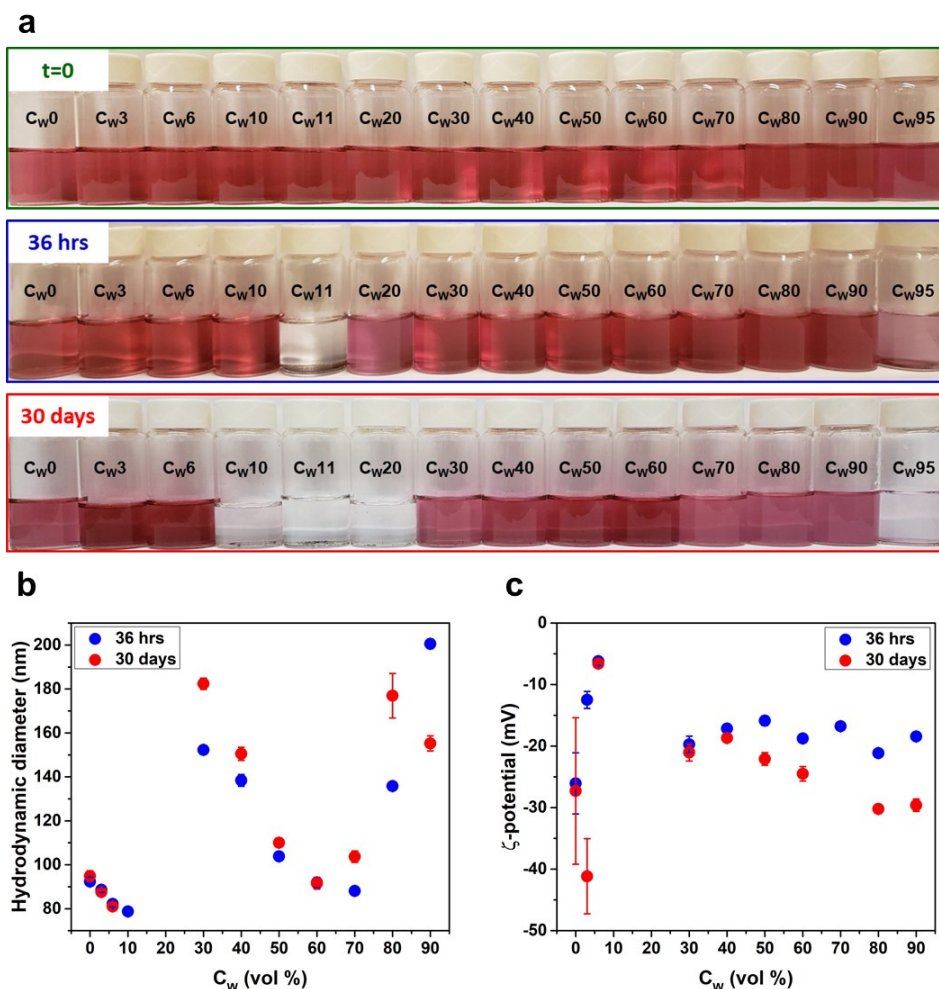 a
t=0
CW0 CW3 CW6 CW10 CW11 CW20 CW30 CW40 CW50 CW60 CW70 CW80 CW90 CW95
36 hrs
CW0 CW3 CW6 CW10 CW11 CW20 CW30 CW40 CW50 CW60 CW70 CW80 CW90 CW95
30 days
CW0 CW3 CW6 CW10 CW11 CW20 CW30 CW40 CW50 CW60 CW70 CW80 CW90 CW95
b
Hydrodynamic diameter (nm)
200
180
160
140
120
100
80
36 hrs
30 days
0 10 20 30 40 50 60 70 80 90
Cw (vol %)
c
ζ-potential (mV)
0
-10
-20
-30
-40
-50
36 hrs
30 days
0 10 20 30 40 50 60 70 80 90
Cw (vol %)